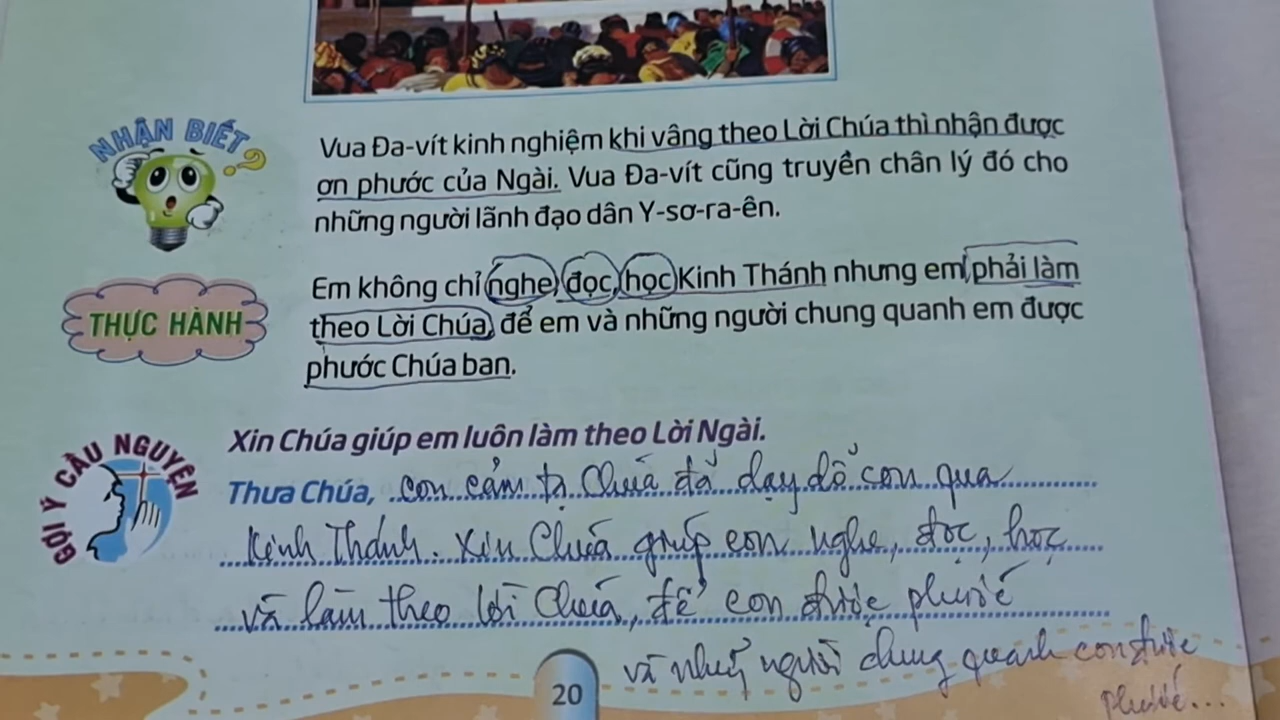 NHẬN BIẾT?
Vua Đa-vít kinh nghiệm khi vâng theo Lời Chúa thì nhận được
ơn phước của Ngài. Vua Đa-vít cũng truyền chân lý đó cho
những người lãnh đạo dân Y-sơ-ra-ên.
THỰC HÀNH
Em không chỉ nghe, đọc, học Kinh Thánh nhưng em phải làm
theo Lời Chúa, để em và những người chung quanh em được
phước Chúa ban.
GỢI Ý CẦU NGUYỆN
Xin Chúa giúp em luôn làm theo Lời Ngài.
Thưa Chúa, con cảm tạ Chúa đã dạy dỗ con qua
Kinh Thánh. Xin Chúa giúp con nghe, đọc, học
và làm theo lời Chúa, để con được phước
và những người chung quanh con được
phước...
20